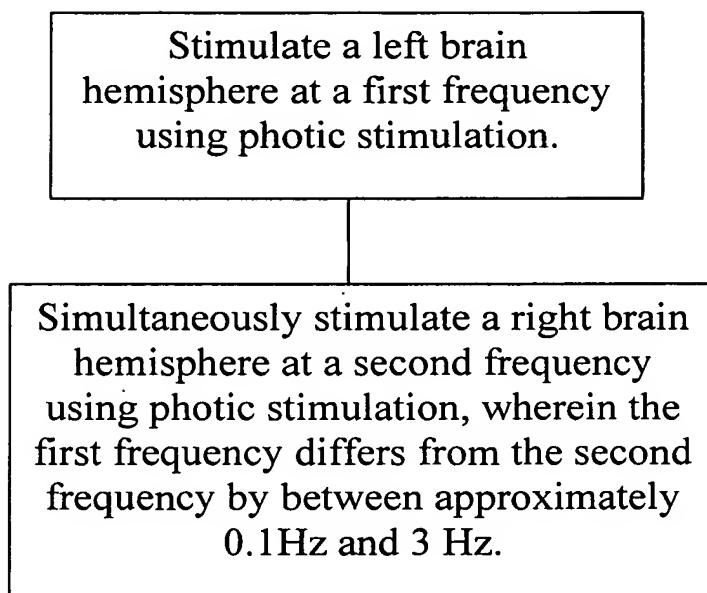 Stimulate a left brain
hemisphere at a first frequency
using photic stimulation.
Simultaneously stimulate a right brain
hemisphere at a second frequency
using photic stimulation, wherein the
first frequency differs from the second
frequency by between approximately
0.1Hz and 3 Hz.